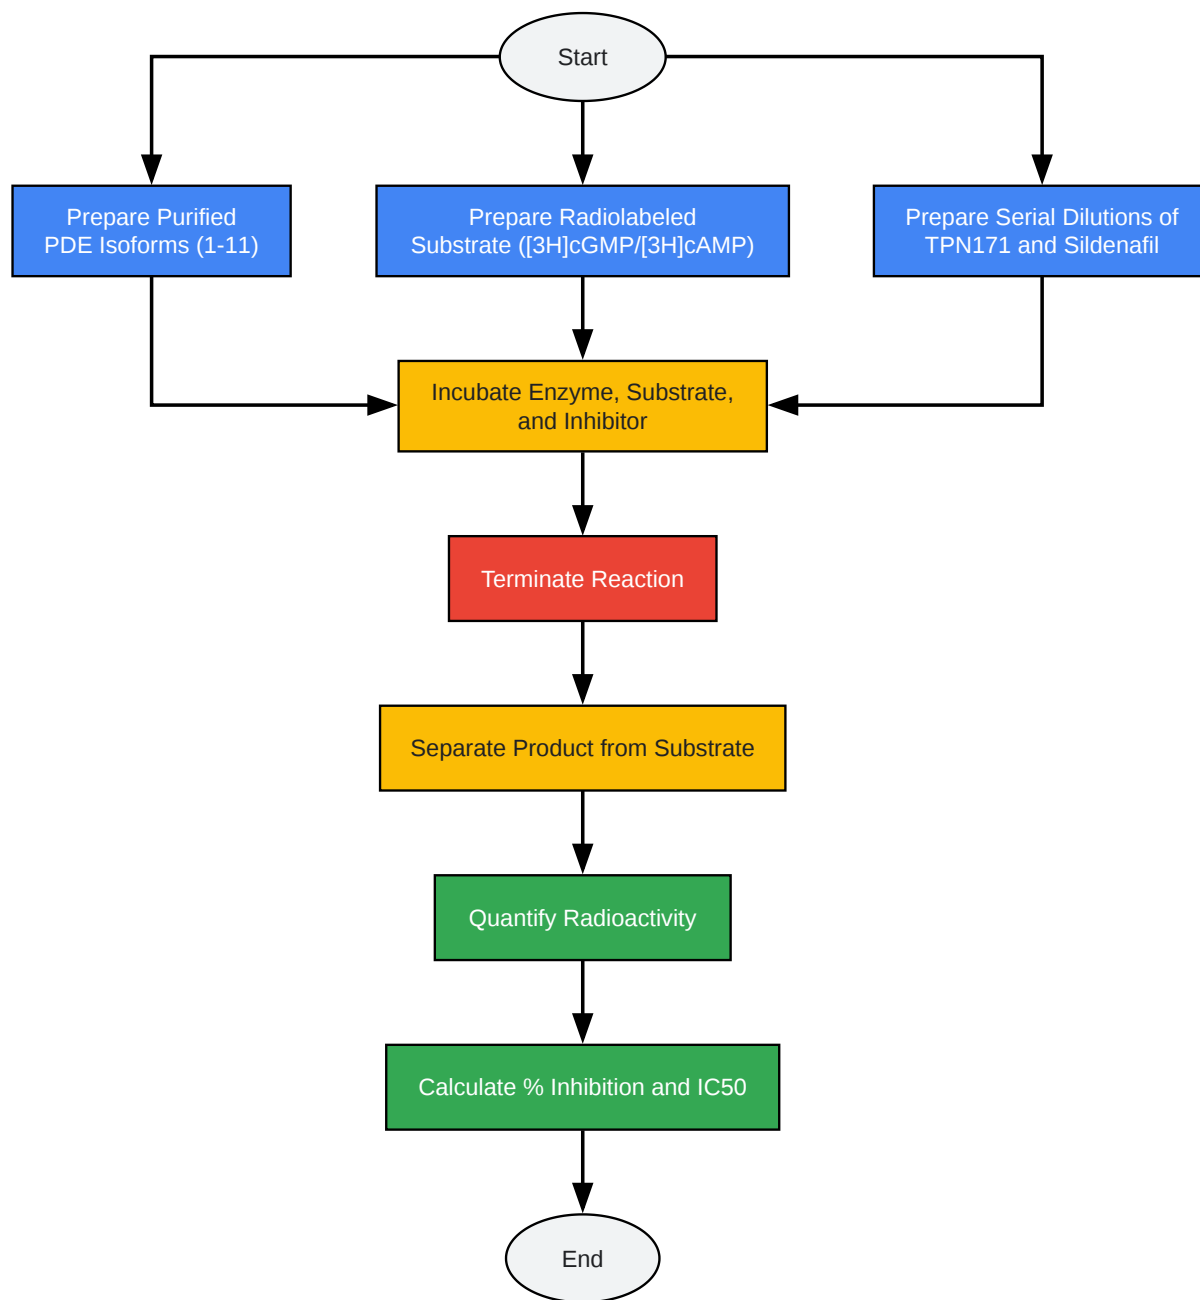 Start
Prepare Purified
PDE Isoforms (1-11)
Prepare Radiolabeled
Substrate ([3H]cGMP/[3H]cAMP)
Prepare Serial Dilutions of
TPN171 and Sildenafil
Incubate Enzyme, Substrate,
and Inhibitor
Terminate Reaction
Separate Product from Substrate
Quantify Radioactivity
Calculate % Inhibition and IC50
End